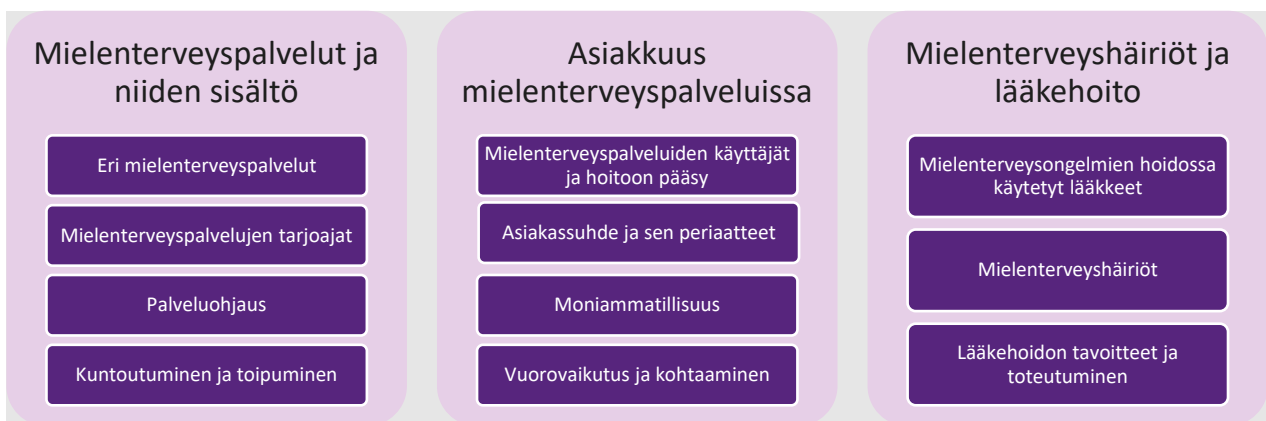 Mielenterveyspalvelut ja
niiden sisältö
Eri mielenterveyspalvelut
Mielenterveyspalvelujen tarjoajat
Palveluohjaus
Kuntoutuminen ja toipuminen
Asiakkuus
mielenterveyspalveluissa
Mielenterveyspalveluiden käyttäjät
ja hoitoon pääsy
Asiakassuhde ja sen periaatteet
Moniammatillisuus
Vuorovaikutus ja kohtaaminen
Mielenterveyshäiriöt ja
lääkehoito
Mielenterveysongelmien hoidossa
käytetyt lääkkeet
Mielenterveyshäiriöt
Lääkehoidon tavoitteet ja
toteutuminen